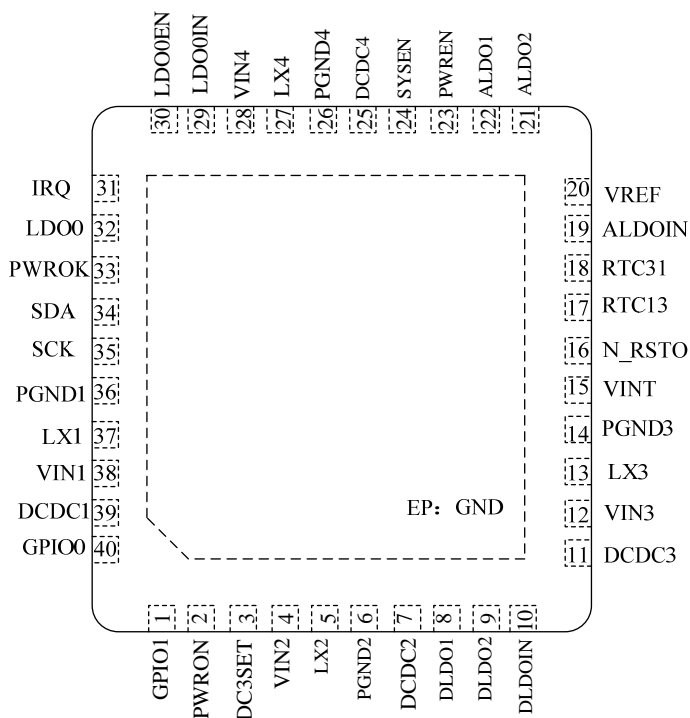 LDO0EN
LDO0IN
VIN4
LX4
PGND4
DCDC4
SYSEN
PWREN
ALDO1
ALDO2
30
29
28
27
26
25
24
23
22
21
IRQ 31
LDO0 32
PWROK 33
SDA 34
SCK 35
PGND1 36
LX1 37
VIN1 38
DCDC1 39
GPIO0 40
20 VREF
19 ALDOIN
18 RTC31
17 RTC13
16 N_RSTO
15 VINT
14 PGND3
13 LX3
12 VIN3
11 DCDC3
EP: GND
1
2
3
4
5
6
7
8
9
10
GPIO1
PWRON
DC3SET
VIN2
LX2
PGND2
DCDC2
DLDO1
DLDO2
DLDOIN